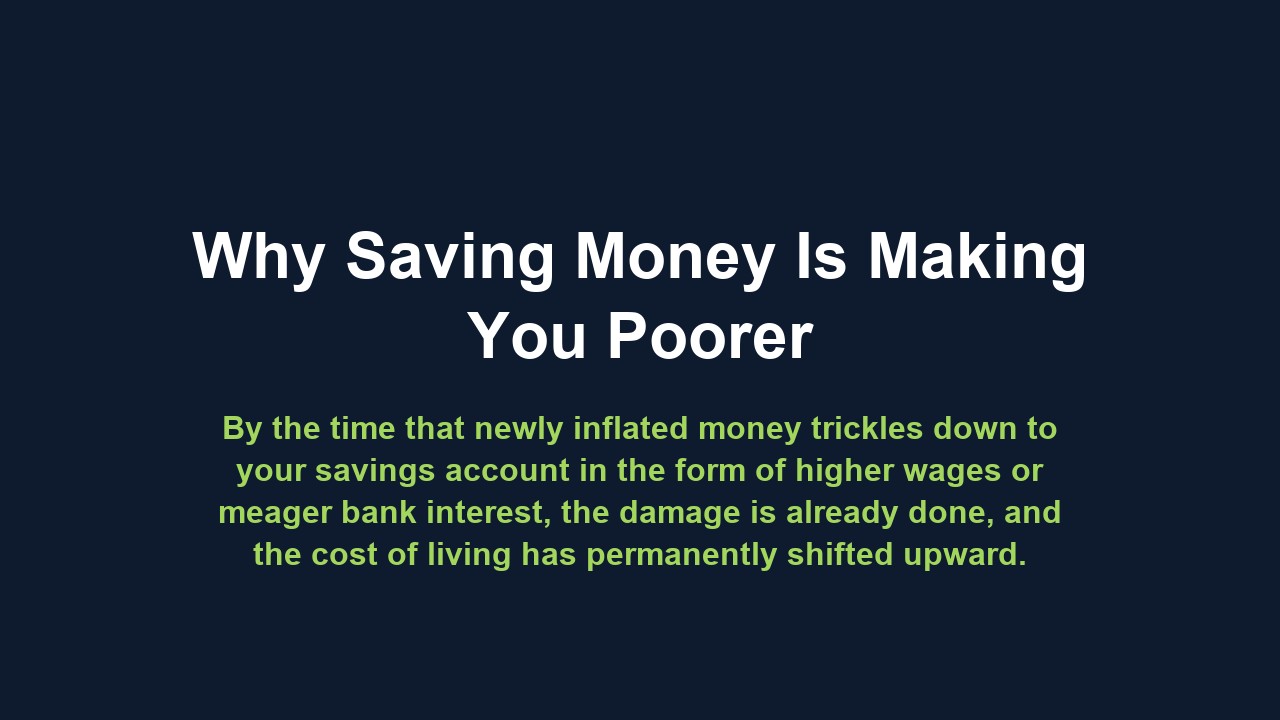 Why Saving Money Is Making
You Poorer
By the time that newly inflated money trickles down to
your savings account in the form of higher wages or
meager bank interest, the damage is already done, and
the cost of living has permanently shifted upward.